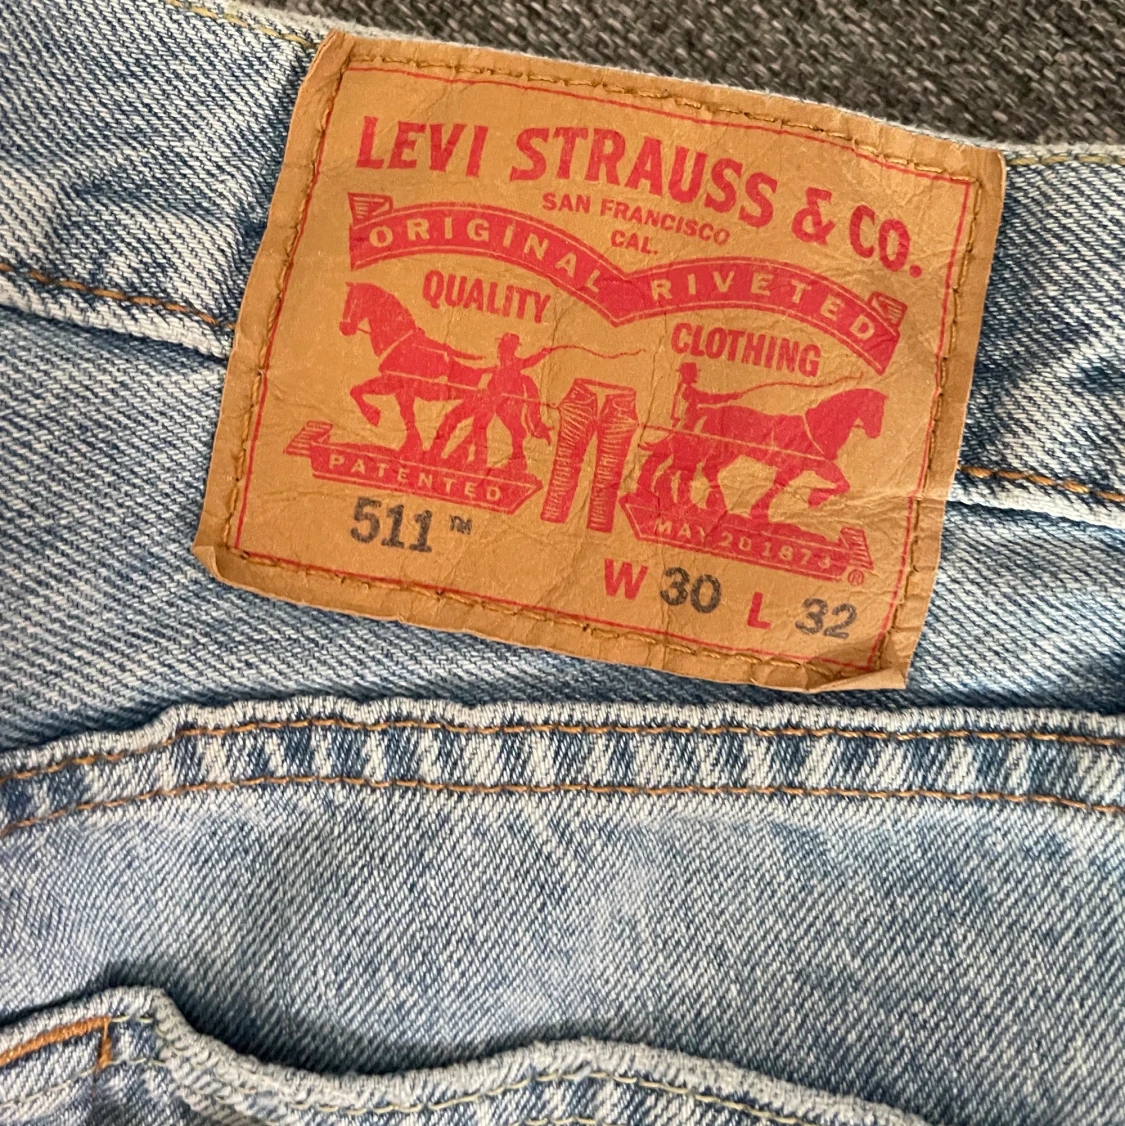 LEVI STRAUSS & CO.
SAN FRANCISCO
CAL.
ORIGINAL RIVETED
QUALITY CLOTHING
PATENTED MAY 20 1873 ®
511™
W 30 L 32